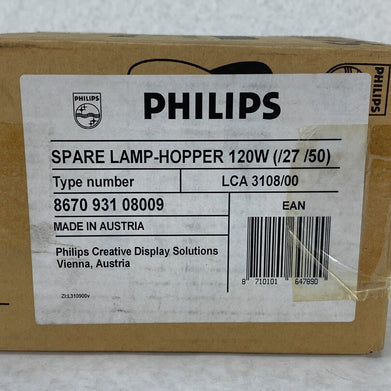 PHILIPS
PHILIPS
PHILIPS
SPARE LAMP-HOPPER 120W (/27 /50)
Type number LCA 3108/00
8670 931 08009 EAN
MADE IN AUSTRIA
Philips Creative Display Solutions
Vienna, Austria
8 710101 647890